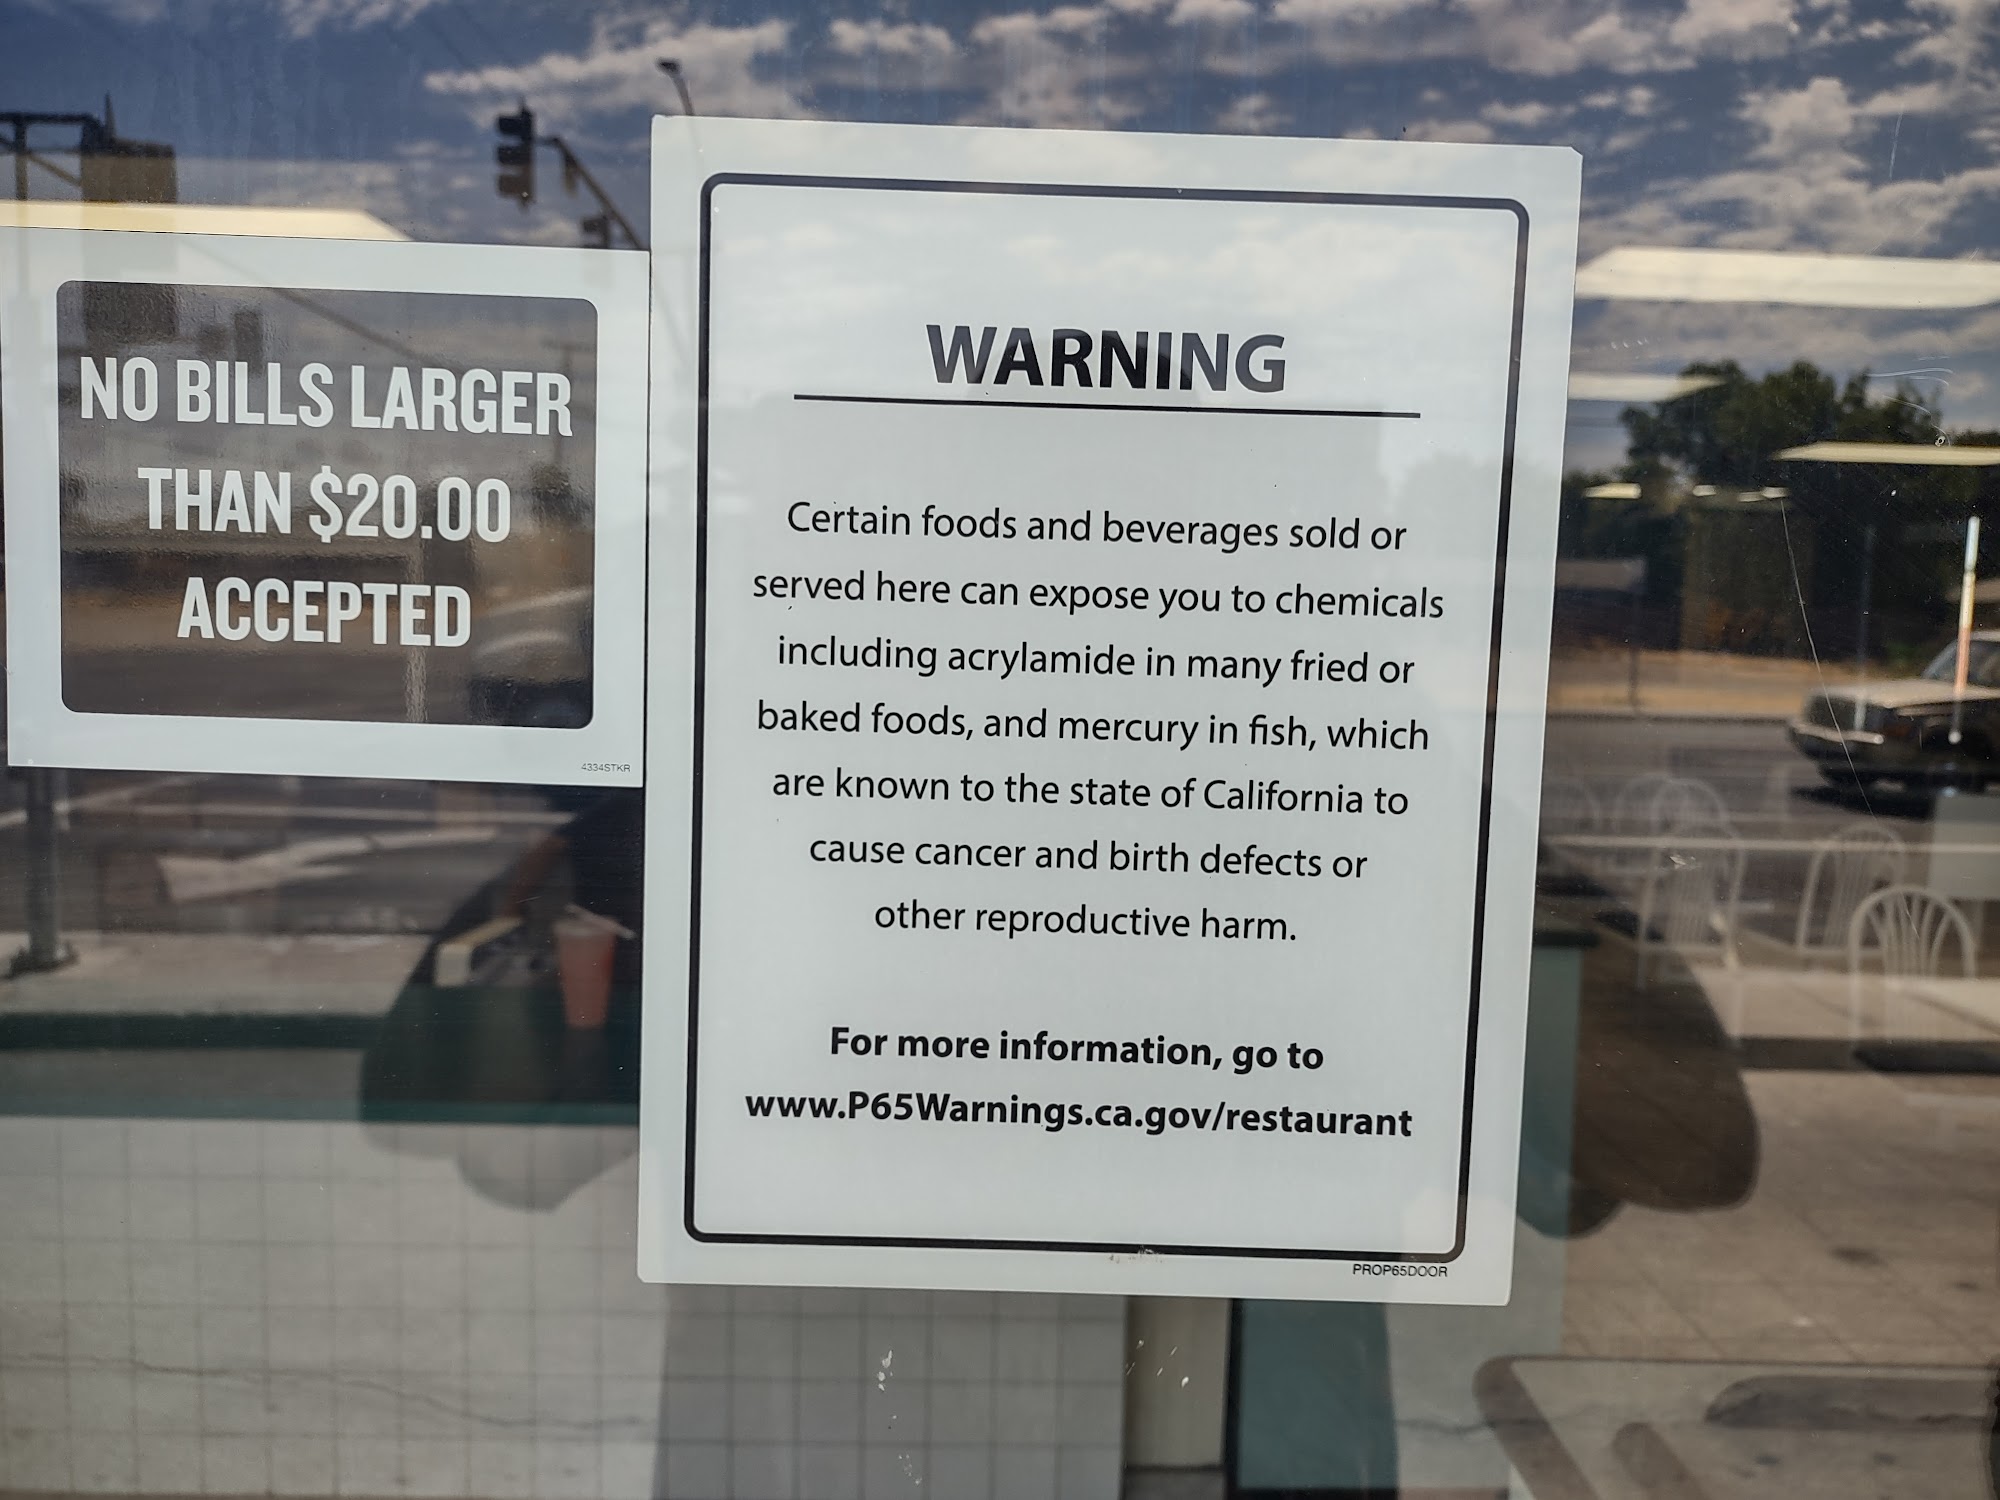 NO BILLS LARGER
THAN $20.00
ACCEPTED
4334STKR
WARNING
Certain foods and beverages sold or
served here can expose you to chemicals
including acrylamide in many fried or
baked foods, and mercury in fish, which
are known to the state of California to
cause cancer and birth defects or
other reproductive harm.
For more information, go to
www.P65Warnings.ca.gov/restaurant
PROP65DOOR